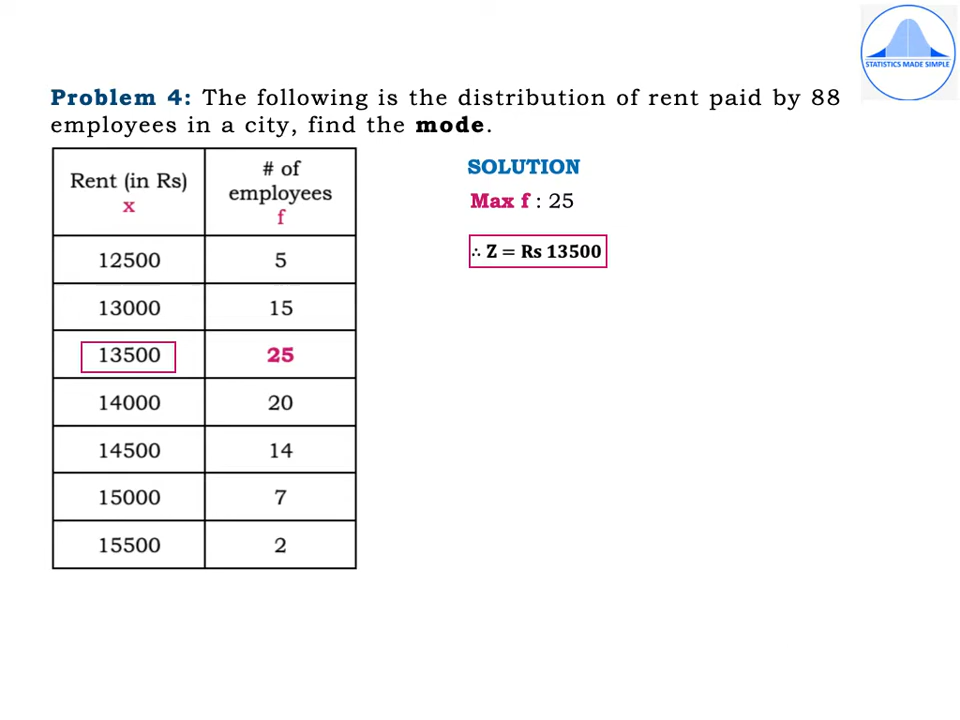 STATISTICS MADE SIMPLE
Problem 4: The following is the distribution of rent paid by 88
employees in a city, find the mode.
Rent (in Rs)
x
# of
employees
f
12500 5
13000 15
13500 25
14000 20
14500 14
15000 7
15500 2
SOLUTION
Max f : 25
∴ Z = Rs 13500